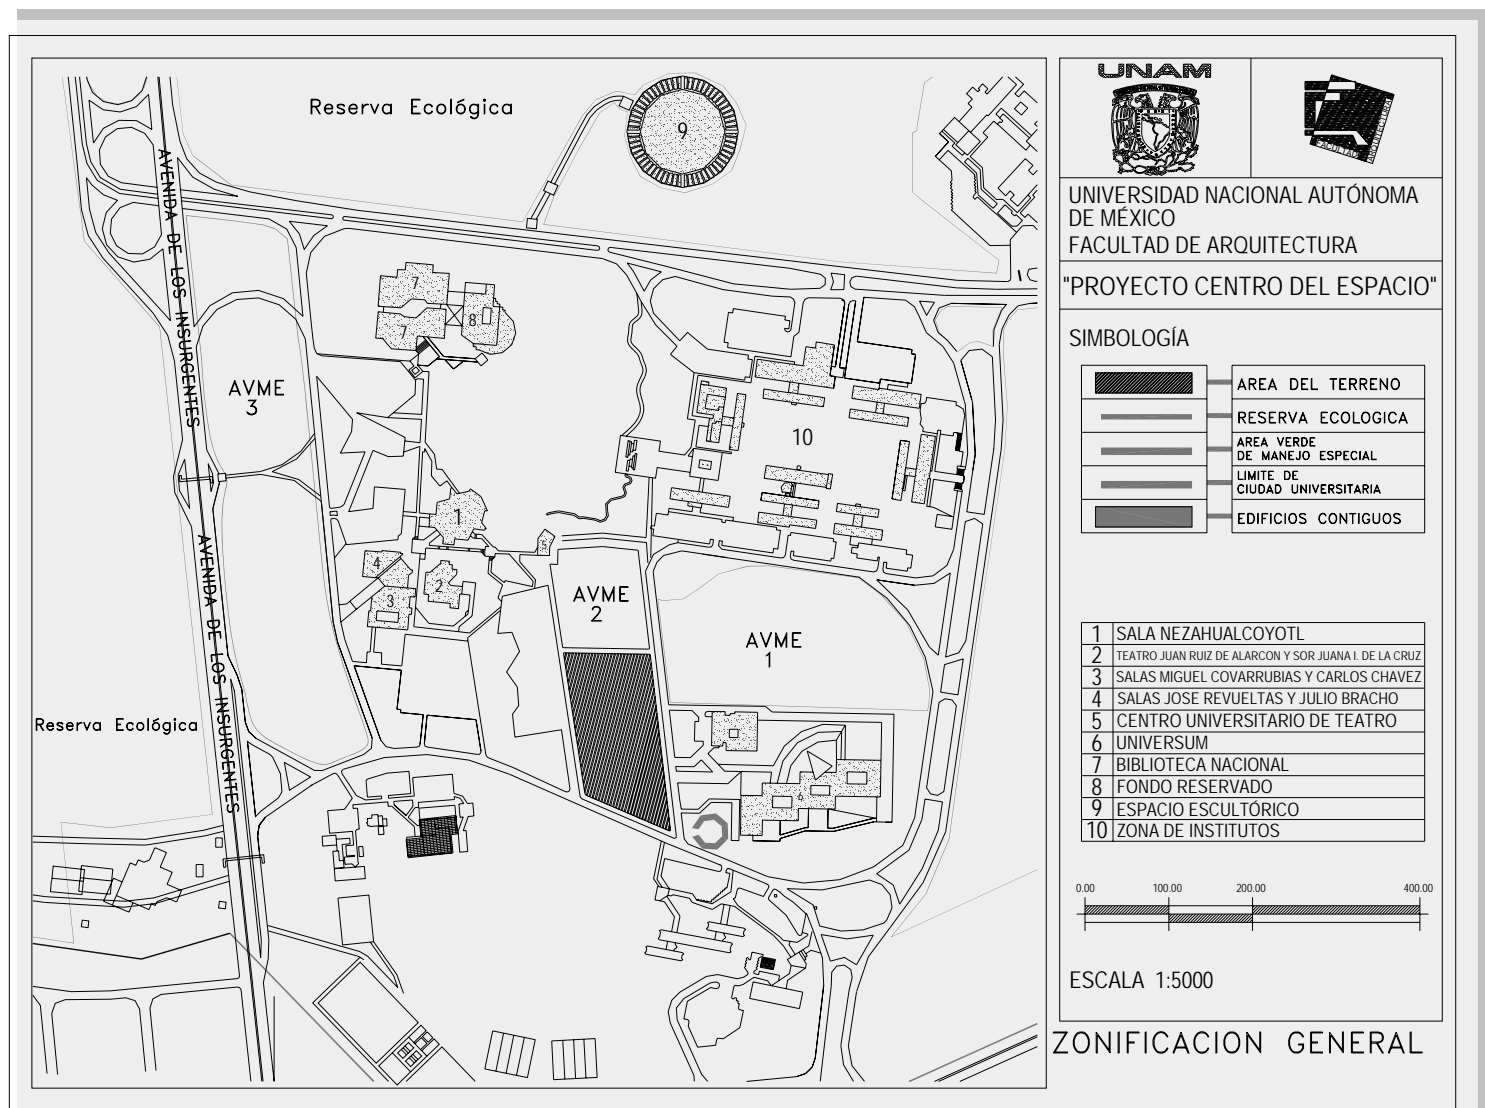 Reserva Ecológica
9
AVENIDA DE LOS INSURGENTES
7
8
7
AVME
3
10
1
5
4
2
3
AVME
2
AVME
1
AVENIDA DE LOS INSURGENTES
Reserva Ecológica
6
UNAM
UNIVERSIDAD NACIONAL AUTÓNOMA
DE MÉXICO
FACULTAD DE ARQUITECTURA
"PROYECTO CENTRO DEL ESPACIO"
SIMBOLOGÍA
AREA DEL TERRENO
RESERVA ECOLOGICA
AREA VERDE
DE MANEJO ESPECIAL
LIMITE DE
CIUDAD UNIVERSITARIA
EDIFICIOS CONTIGUOS
1 SALA NEZAHUALCOYOTL
2 TEATRO JUAN RUIZ DE ALARCON Y SOR JUANA I. DE LA CRUZ
3 SALAS MIGUEL COVARRUBIAS Y CARLOS CHAVEZ
4 SALAS JOSE REVUELTAS Y JULIO BRACHO
5 CENTRO UNIVERSITARIO DE TEATRO
6 UNIVERSUM
7 BIBLIOTECA NACIONAL
8 FONDO RESERVADO
9 ESPACIO ESCULTÓRICO
10 ZONA DE INSTITUTOS
0.00 100.00 200.00 400.00
ESCALA 1:5000
ZONIFICACION GENERAL